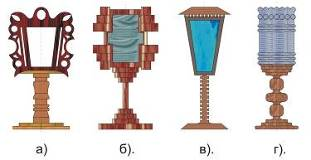 а) б). в). г).